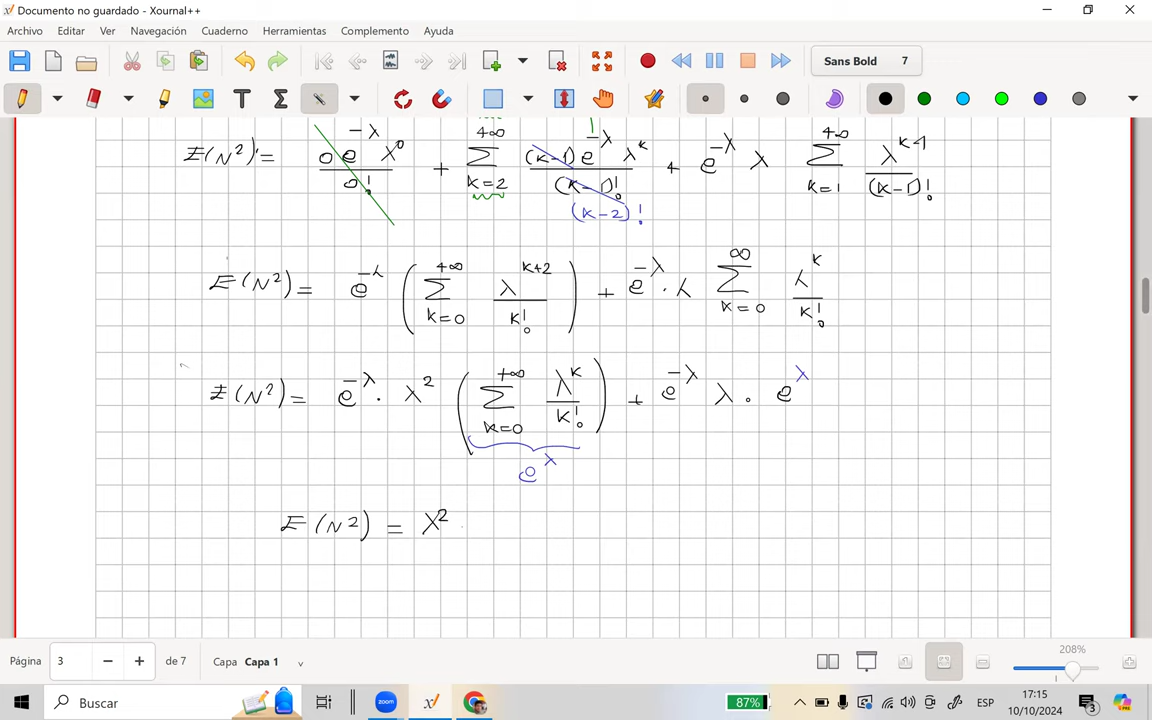 Documento no guardado - Xournal++
Archivo Editar Ver Navegación Cuaderno Herramientas Complemento Ayuda
Sans Bold 7
E(N²) = 0 e^{-λ} λ^0 / 0! + Σ_{k=2}^{+∞} (k-1) e^{-λ} λ^k / (k-1)! + e^{-λ} λ Σ_{k=1}^{+∞} λ^{k-1} / (k-1)!
(k-2)!
E(N²) = e^{-λ} ( Σ_{k=0}^{+∞} λ^{k+2} / k! ) + e^{-λ} · λ Σ_{k=0}^{∞} λ^k / k!
E(N²) = e^{-λ} · λ² ( Σ_{k=0}^{+∞} λ^k / k! ) + e^{-λ} λ · e^λ
e^λ
E(N²) = λ²
Página 3 de 7 Capa Capa 1 208%
Buscar zoom 87% ESP 17:15
10/10/2024 3